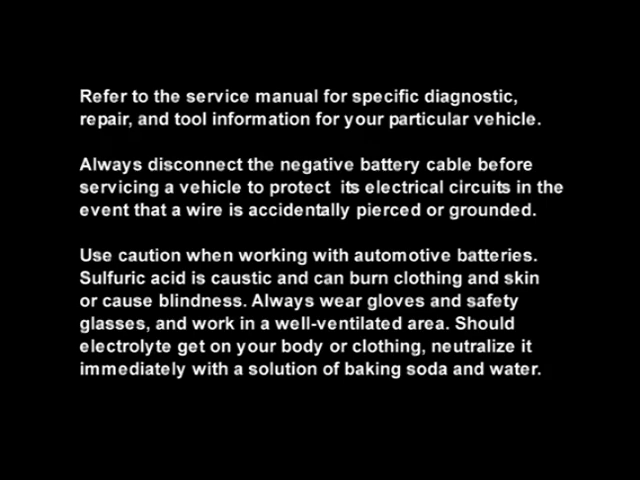 Refer to the service manual for specific diagnostic,
repair, and tool information for your particular vehicle.
Always disconnect the negative battery cable before
servicing a vehicle to protect  its electrical circuits in the
event that a wire is accidentally pierced or grounded.
Use caution when working with automotive batteries.
Sulfuric acid is caustic and can burn clothing and skin
or cause blindness. Always wear gloves and safety
glasses, and work in a well-ventilated area. Should
electrolyte get on your body or clothing, neutralize it
immediately with a solution of baking soda and water.